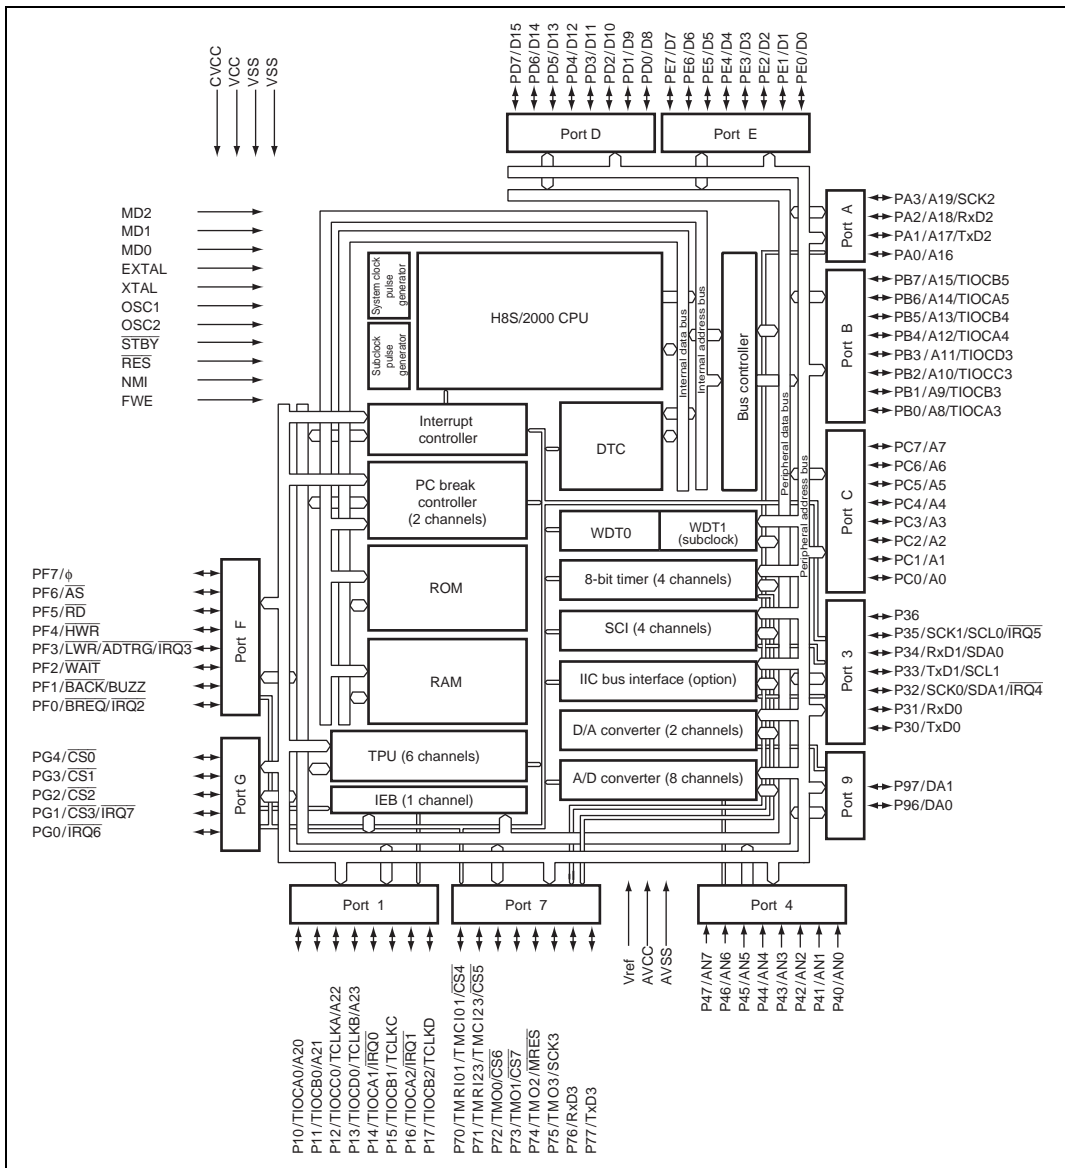 CVCC
VCC
VSS
VSS
PD7/D15
PD6/D14
PD5/D13
PD4/D12
PD3/D11
PD2/D10
PD1/D9
PD0/D8
PE7/D7
PE6/D6
PE5/D5
PE4/D4
PE3/D3
PE2/D2
PE1/D1
PE0/D0
Port D
Port E
MD2
MD1
MD0
EXTAL
XTAL
OSC1
OSC2
STBY
RES
NMI
FWE
System clock
pulse
generator
Subclock
pulse
generator
H8S/2000 CPU
Internal data bus
Internal address bus
Bus controller
Peripheral data bus
Peripheral address bus
Interrupt
controller
DTC
PC break
controller
(2 channels)
WDT0
WDT1
(subclock)
ROM
8-bit timer (4 channels)
SCI (4 channels)
RAM
IIC bus interface (option)
D/A converter (2 channels)
TPU (6 channels)
A/D converter (8 channels)
IEB (1 channel)
Port A
PA3/A19/SCK2
PA2/A18/RxD2
PA1/A17/TxD2
PA0/A16
Port B
PB7/A15/TIOCB5
PB6/A14/TIOCA5
PB5/A13/TIOCB4
PB4/A12/TIOCA4
PB3/A11/TIOCD3
PB2/A10/TIOCC3
PB1/A9/TIOCB3
PB0/A8/TIOCA3
Port C
PC7/A7
PC6/A6
PC5/A5
PC4/A4
PC3/A3
PC2/A2
PC1/A1
PC0/A0
Port 3
P36
P35/SCK1/SCL0/IRQ5
P34/RxD1/SDA0
P33/TxD1/SCL1
P32/SCK0/SDA1/IRQ4
P31/RxD0
P30/TxD0
Port 9
P97/DA1
P96/DA0
PF7/ϕ
PF6/AS
PF5/RD
PF4/HWR
PF3/LWR/ADTRG/IRQ3
PF2/WAIT
PF1/BACK/BUZZ
PF0/BREQ/IRQ2
Port F
PG4/CS0
PG3/CS1
PG2/CS2
PG1/CS3/IRQ7
PG0/IRQ6
Port G
Port 1
Port 7
Port 4
P10/TIOCA0/A20
P11/TIOCB0/A21
P12/TIOCC0/TCLKA/A22
P13/TIOCD0/TCLKB/A23
P14/TIOCA1/IRQ0
P15/TIOCB1/TCLKC
P16/TIOCA2/IRQ1
P17/TIOCB2/TCLKD
P70/TMRI01/TMCI01/CS4
P71/TMRI23/TMCI23/CS5
P72/TMO0/CS6
P73/TMO1/CS7
P74/TMO2/MRES
P75/TMO3/SCK3
P76/RxD3
P77/TxD3
Vref
AVCC
AVSS
P47/AN7
P46/AN6
P45/AN5
P44/AN4
P43/AN3
P42/AN2
P41/AN1
P40/AN0